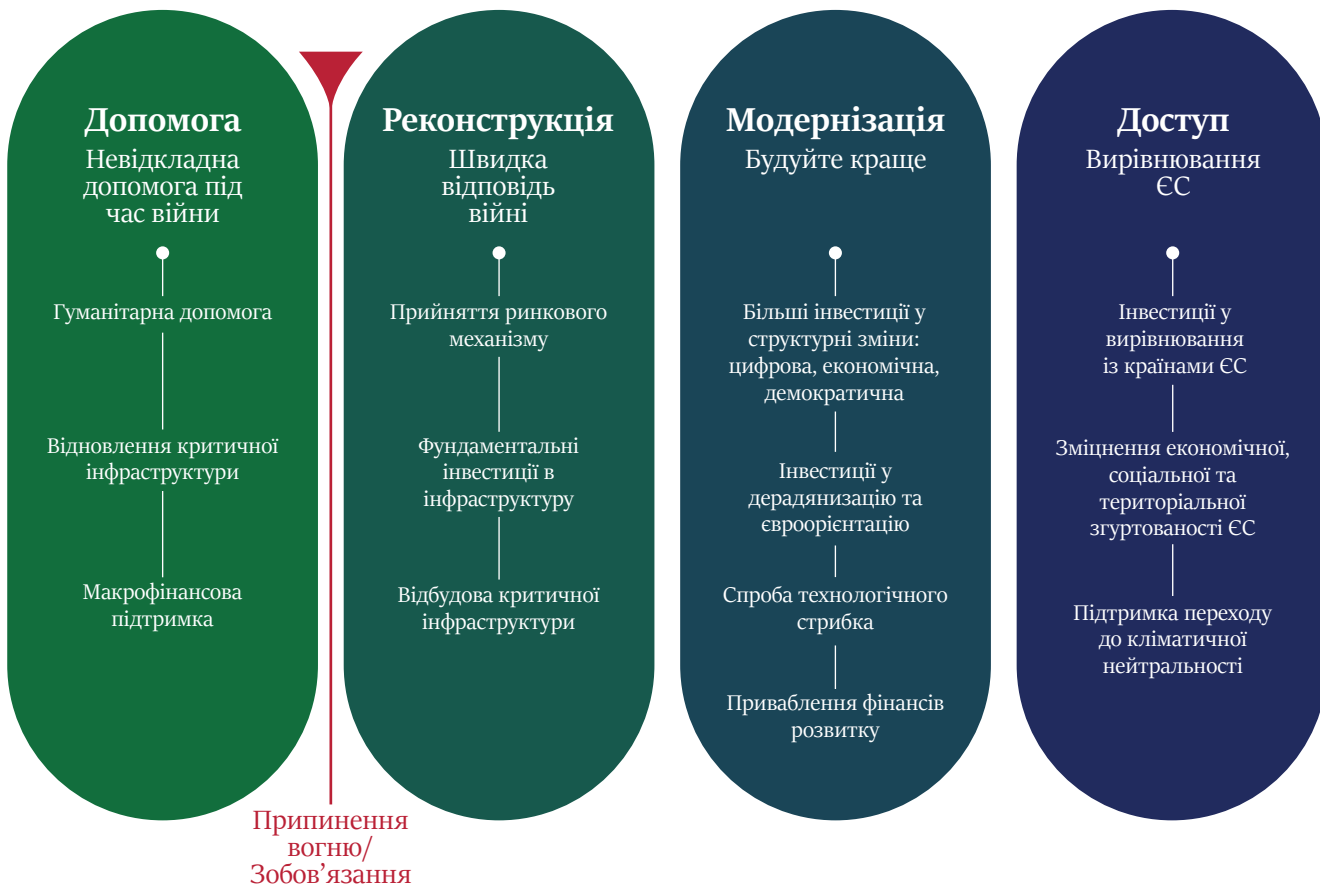 Допомога
Невідкладна
допомога під
час війни
Гуманітарна допомога
Відновлення критичної
інфраструктури
Макрофінансова
підтримка
Припинення
вогню/
Зобов’язання
Реконструкція
Швидка
відповідь
війні
Прийняття ринкового
механізму
Фундаментальні
інвестиції в
інфраструктуру
Відбудова критичної
інфраструктури
Модернізація
Будуйте краще
Більші інвестиції у
структурні зміни:
цифрова, економічна,
демократична
Інвестиції у
дерадянизацію та
євроорієнтацію
Спроба технологічного
стрибка
Приваблення фінансів
розвитку
Доступ
Вирівнювання
ЄС
Інвестиції у
вирівнювання
із країнами ЄС
Зміцнення економічної,
соціальної та
територіальної
згуртованості ЄС
Підтримка переходу
до кліматичної
нейтральності